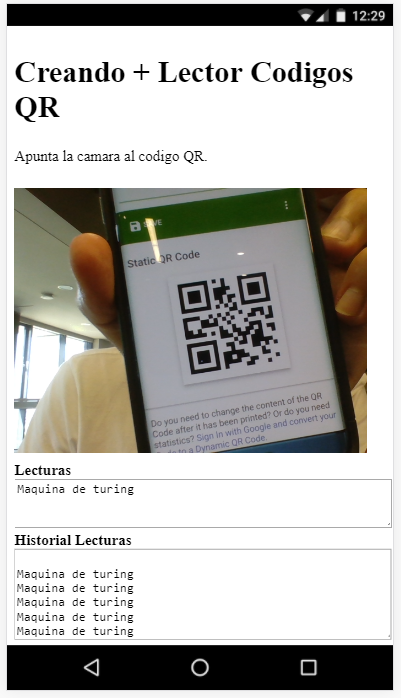 12:29
Creando + Lector Codigos
QR
Apunta la camara al codigo QR.
SAVE
Static QR Code
Do you need to change the content of the QR
Code after it has been printed? Or do you need
statistics? Sign in with Google and convert your
code to a Dynamic QR Code.
Lecturas
Maquina de turing
Historial Lecturas
Maquina de turing
Maquina de turing
Maquina de turing
Maquina de turing
Maquina de turing